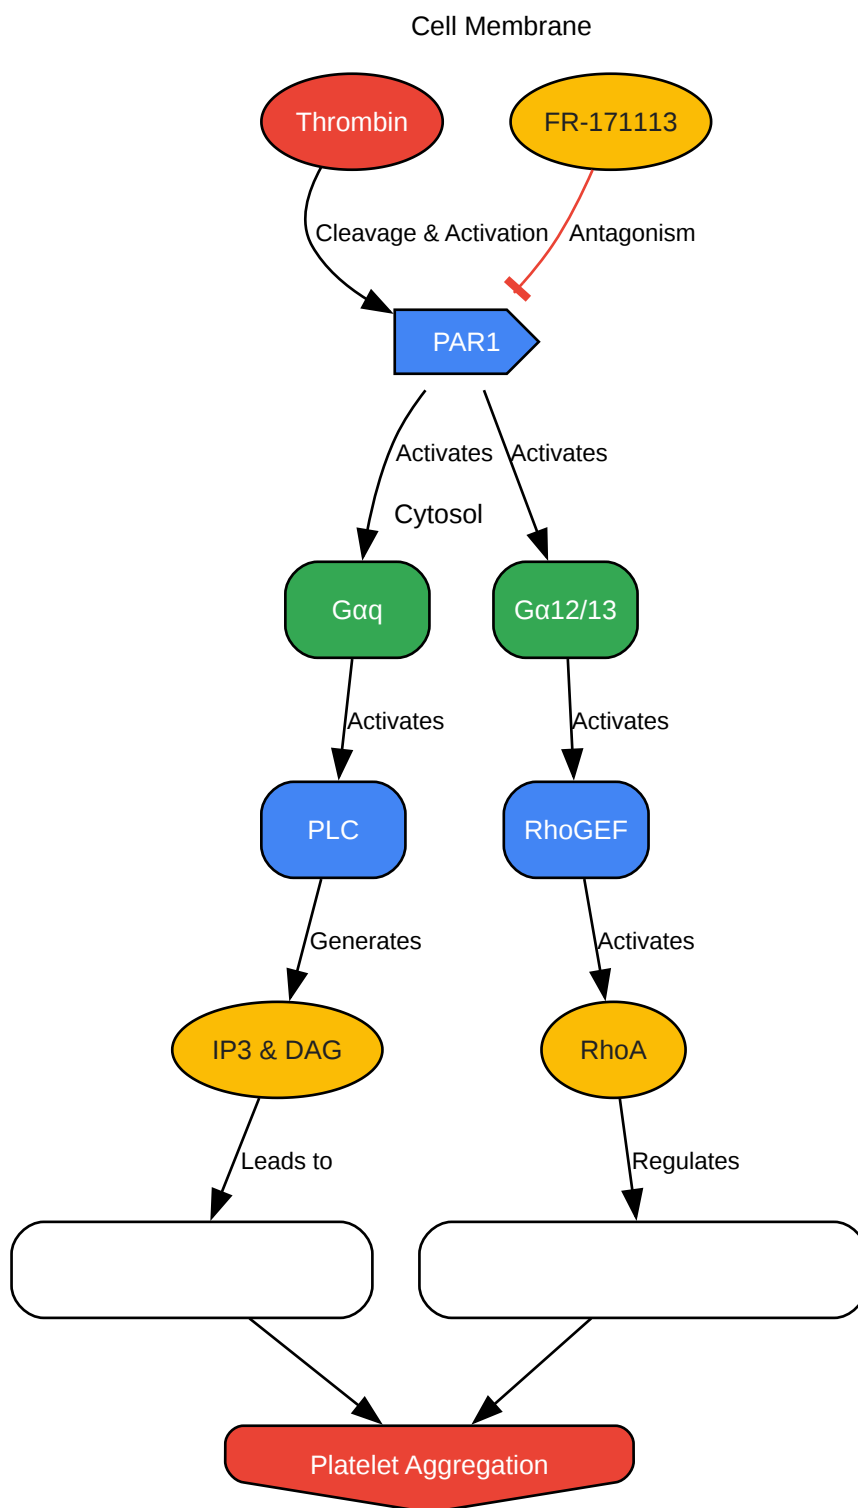 Cell Membrane
Thrombin
FR-171113
Cleavage & Activation
Antagonism
PAR1
Activates
Activates
Cytosol
Gαq
Gα12/13
Activates
Activates
PLC
RhoGEF
Generates
Activates
IP3 & DAG
RhoA
Leads to
Regulates
Platelet Aggregation